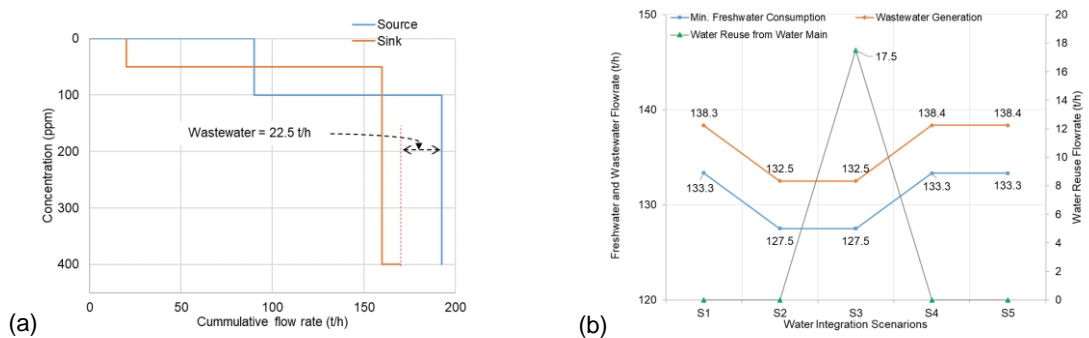 Source
Sink
0
100
200
300
400
Concentration (ppm)
Wastewater = 22.5 t/h
0
50
100
150
200
Cummulative flow rate (t/h)
(a)
Min. Freshwater Consumption
Wastewater Generation
Water Reuse from Water Main
150
140
130
120
Freshwater and Wastewater Flowrate (t/h)
20
18
16
14
12
10
8
6
4
2
0
Water Reuse Flowrate (t/h)
17.5
138.3
132.5
132.5
138.4
138.4
133.3
127.5
127.5
133.3
133.3
S1
S2
S3
S4
S5
Water Integration Scenarions
(b)